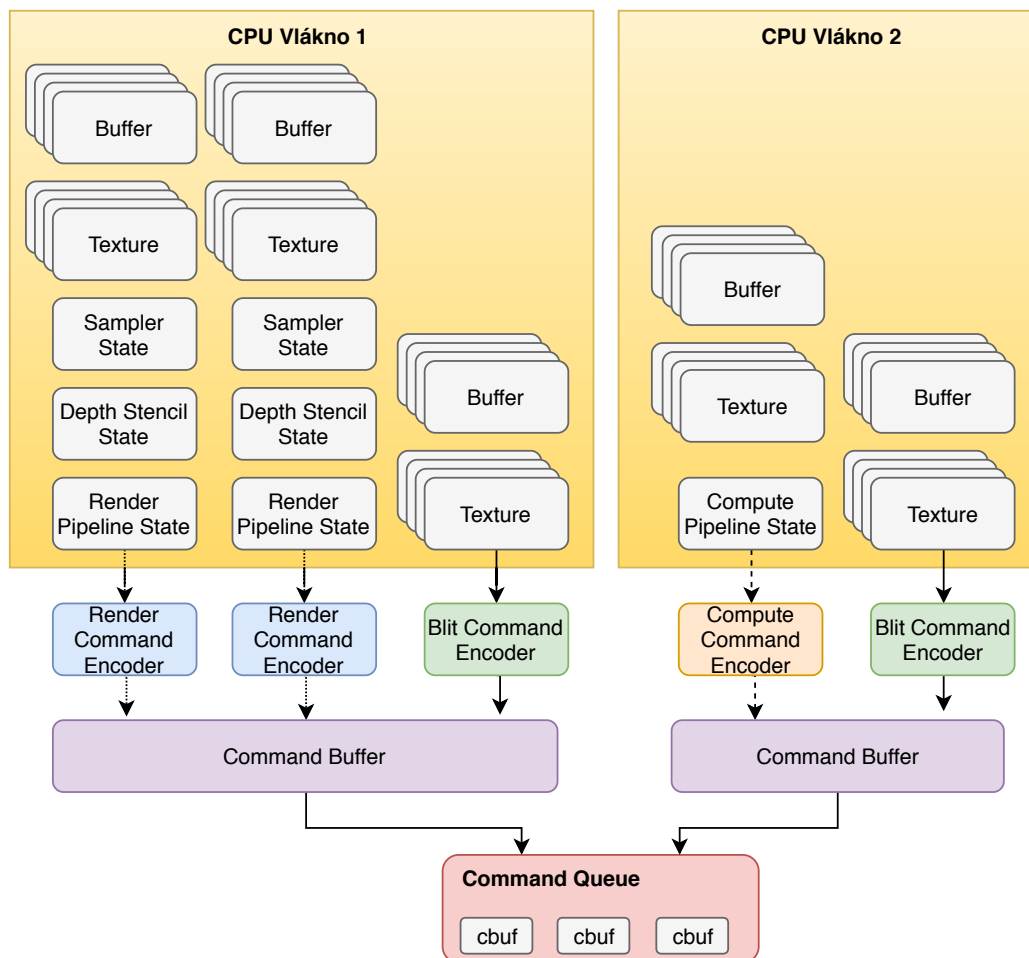 CPU Vlákno 1
CPU Vlákno 2
Buffer
Buffer
Texture
Texture
Sampler
State
Sampler
State
Depth Stencil
State
Depth Stencil
State
Render
Pipeline State
Render
Pipeline State
Buffer
Texture
Buffer
Texture
Compute
Pipeline State
Buffer
Texture
Render
Command
Encoder
Render
Command
Encoder
Blit Command
Encoder
Compute
Command
Encoder
Blit Command
Encoder
Command Buffer
Command Buffer
Command Queue
cbuf
cbuf
cbuf